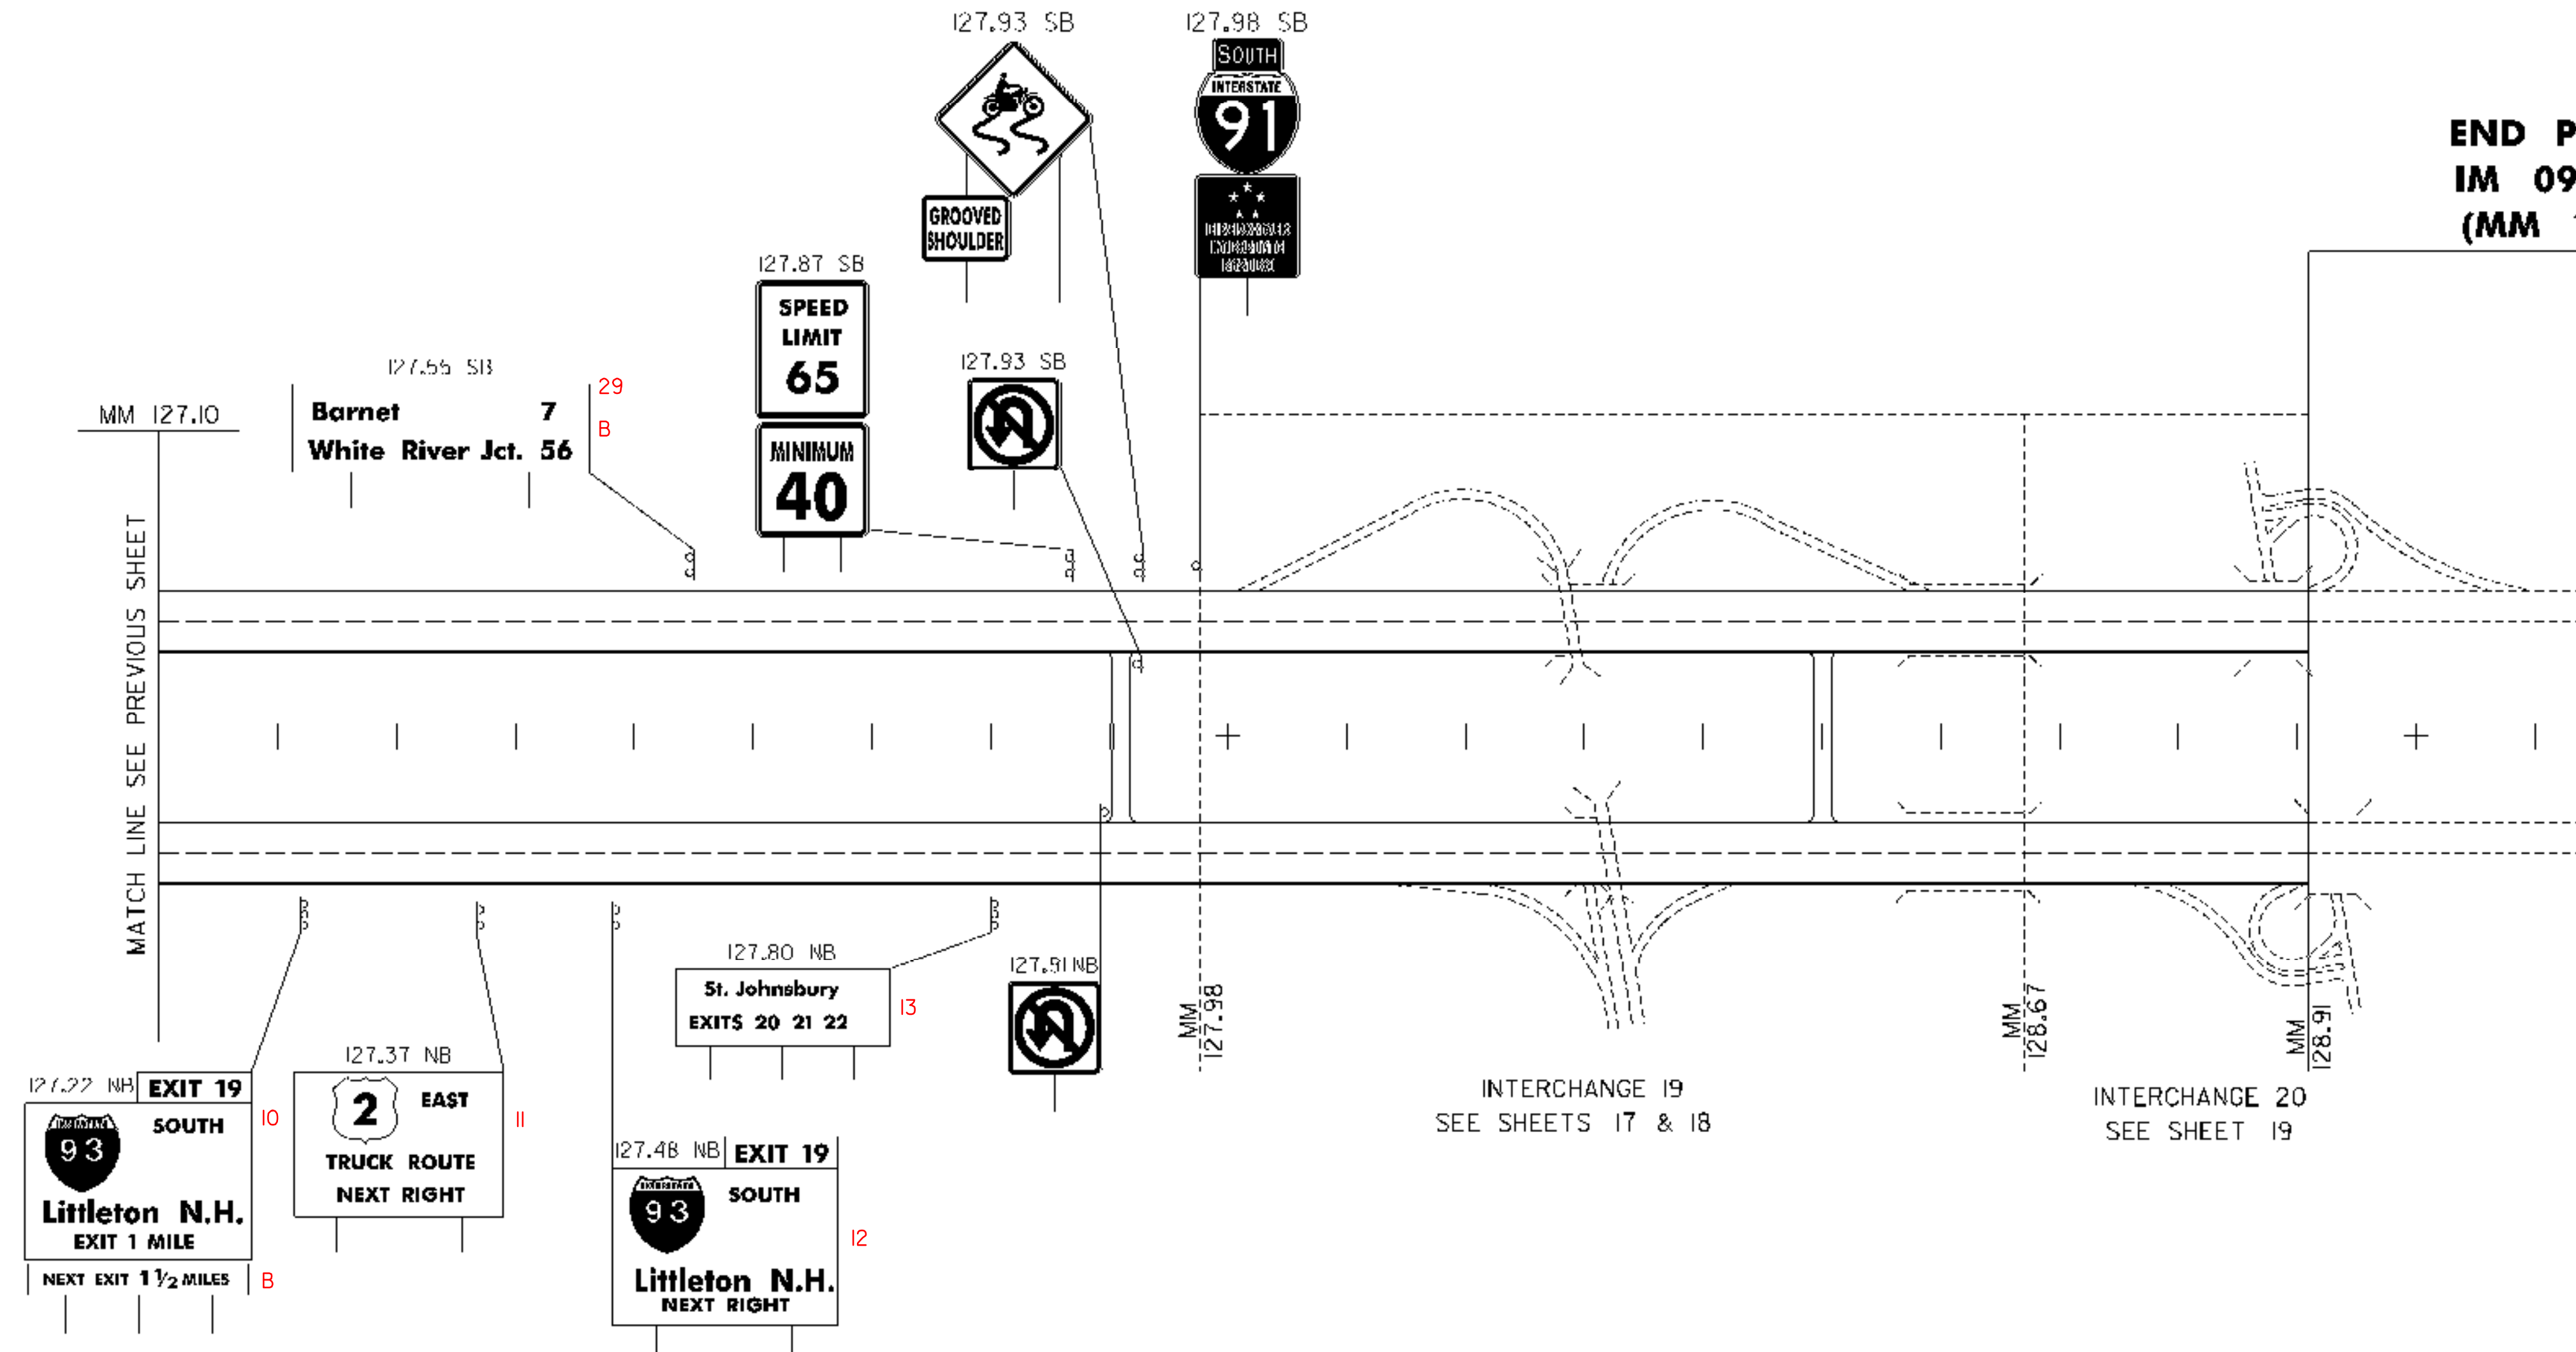 127.93 SB
127.98 SB
SOUTH
INTERSTATE
91
GROOVED
SHOULDER
END P
IM 09
(MM 1
127.87 SB
SPEED
LIMIT
65
MINIMUM
40
127.93 SB
SB
Barnet 7
White River Jct. 56
29
B
MM 127.10
MATCH LINE SEE PREVIOUS SHEET
127.22 NB
EXIT 19
93
SOUTH
Littleton N.H.
EXIT 1 MILE
NEXT EXIT 1 1/2 MILES
10
B
127.37 NB
2
EAST
TRUCK ROUTE
NEXT RIGHT
11
127.48 NB
EXIT 19
93
SOUTH
Littleton N.H.
NEXT RIGHT
12
127.80 NB
St. Johnsbury
EXITS 20 21 22
13
127.91 NB
MM
127.98
INTERCHANGE 19
SEE SHEETS 17 & 18
MM
128.67
MM
128.91
INTERCHANGE 20
SEE SHEET 19